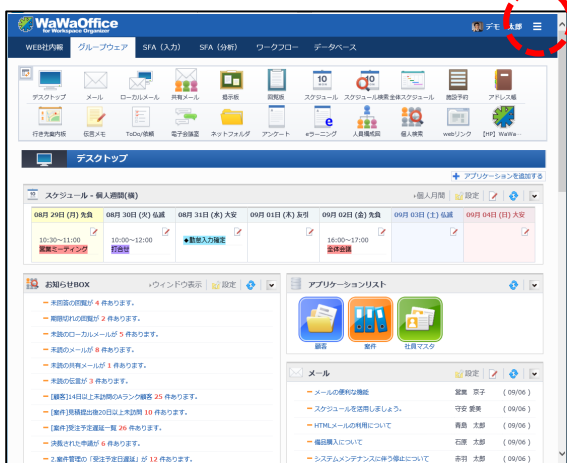 WaWaOffice
for Workspace Organizer
デモ 太郎
WEB社内報 グループウェア SFA（入力） SFA（分析） ワークフロー データベース
デスクトップ メール ローカルメール 共有メール 掲示板 回覧板 スケジュール スケジュール検索 全体スケジュール 施設予約 アドレス帳
行き先案内板 伝言メモ ToDo/依頼 電子会議室 ネットフォルダ アンケート eラーニング 人員構成図 個人検索 webリンク 【HP】WaWa…
デスクトップ
アプリケーションを追加する
スケジュール - 個人週間(横) 個人月間 設定
08月 29日 (月) 先負 08月 30日 (火) 仏滅 08月 31日 (水) 大安 09月 01日 (木) 友引 09月 02日 (金) 先負 09月 03日 (土) 仏滅 09月 04日 (日) 大安
10:30～11:00 10:00～12:00 ◆勤怠入力確定 16:00～17:00
営業ミーティング 打合せ 全体会議
お知らせBOX ウィンドウ表示 設定
未回答の回覧が 4 件あります。
期限切れの回覧が 2 件あります。
未読のローカルメールが 5 件あります。
未読のメールが 8 件あります。
未読の共有メールが 1 件あります。
未読の伝言が 3 件あります。
[顧客]14日以上未訪問のAランク顧客 25 件あります。
[案件]見積提出後20日以上未訪問 10 件あります。
[案件]受注予定遅延一覧 26 件あります。
決裁された申請が 6 件あります。
2.案件管理の「受注予定日遅延」が 12 件あります。
アプリケーションリスト
顧客 案件 社員マスタ
メール 設定
メールの便利な機能 営業 京子 ( 09/06 )
スケジュールを活用しましょう。 守安 愛美 ( 09/06 )
HTMLメールの利用について 青島 太郎 ( 09/06 )
備品購入について 石原 太郎 ( 09/06 )
システムメンテナンスに伴う停止について 赤羽 太郎 ( 09/06 )